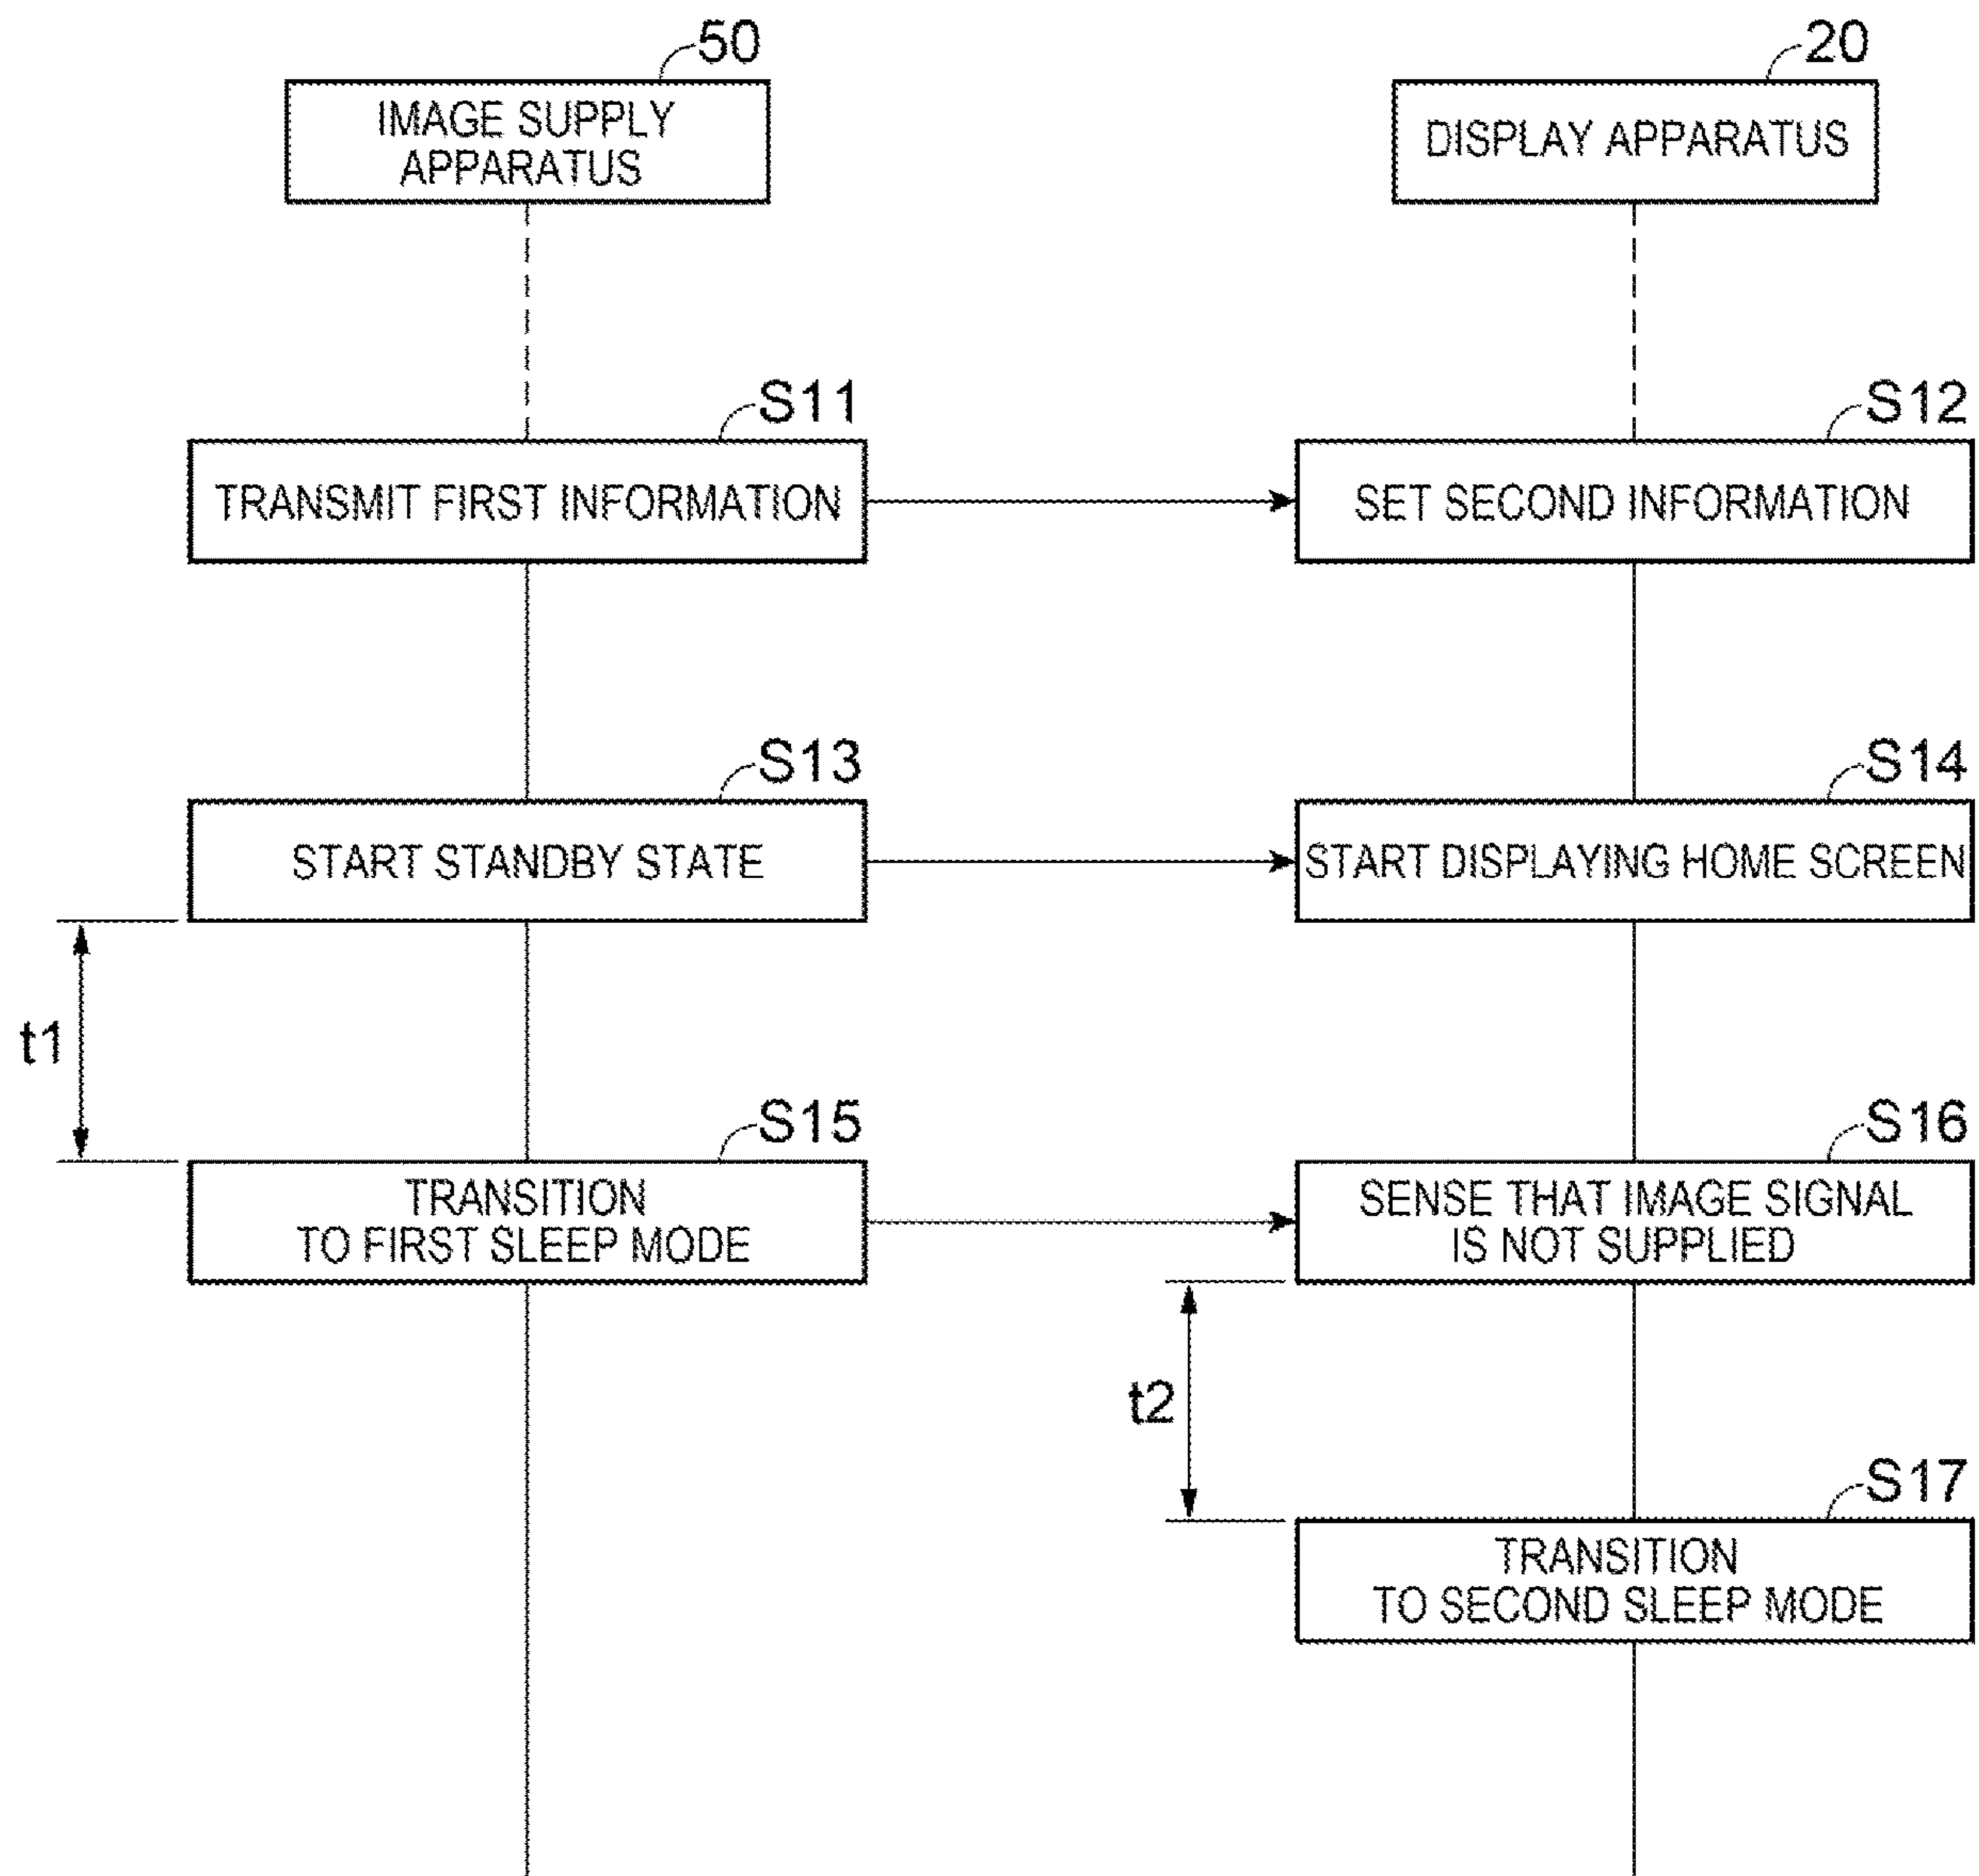 50
20
IMAGE SUPPLY
APPARATUS
DISPLAY APPARATUS
S11
S12
TRANSMIT FIRST INFORMATION
SET SECOND INFORMATION
S13
S14
START STANDBY STATE
START DISPLAYING HOME SCREEN
t1
S15
S16
TRANSITION
TO FIRST SLEEP MODE
SENSE THAT IMAGE SIGNAL
IS NOT SUPPLIED
t2
S17
TRANSITION
TO SECOND SLEEP MODE